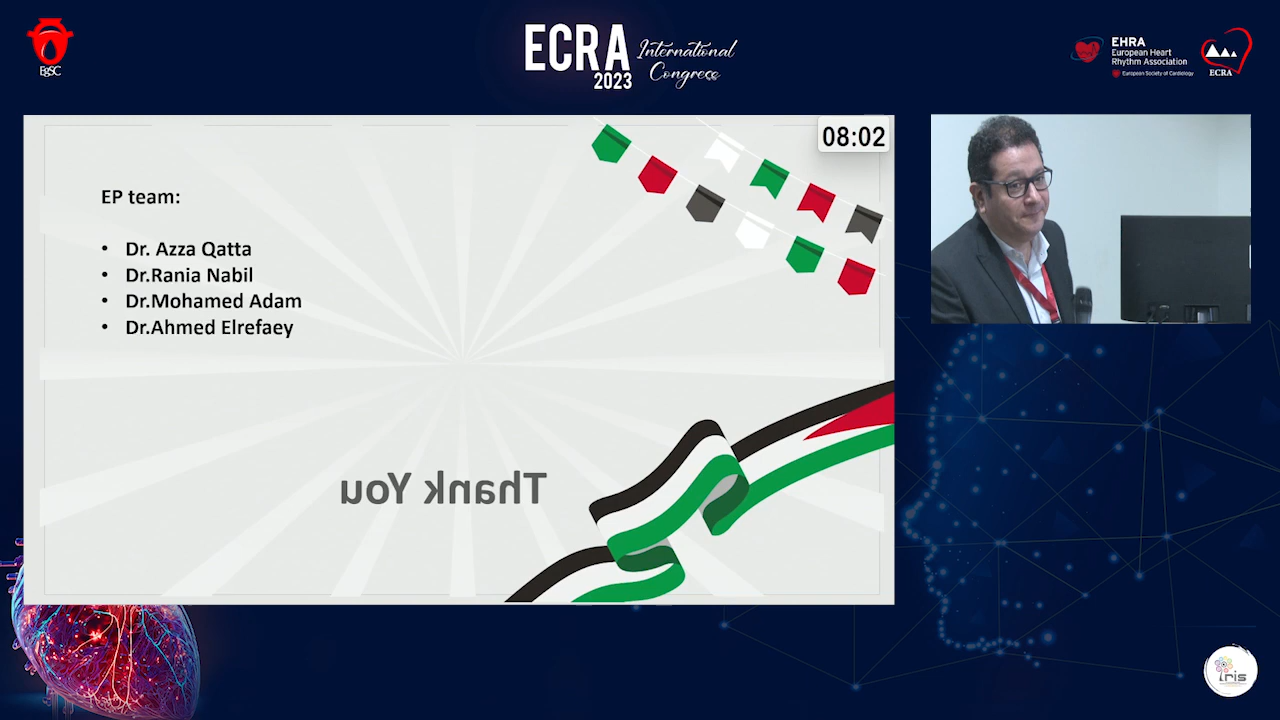 EgSC
ECRA
2023
International
Congress
EHRA
European Heart
Rhythm Association
European Society of Cardiology
ECRA
08:02
EP team:
• Dr. Azza Qatta
• Dr.Rania Nabil
• Dr.Mohamed Adam
• Dr.Ahmed Elrefaey
Thank You
iris